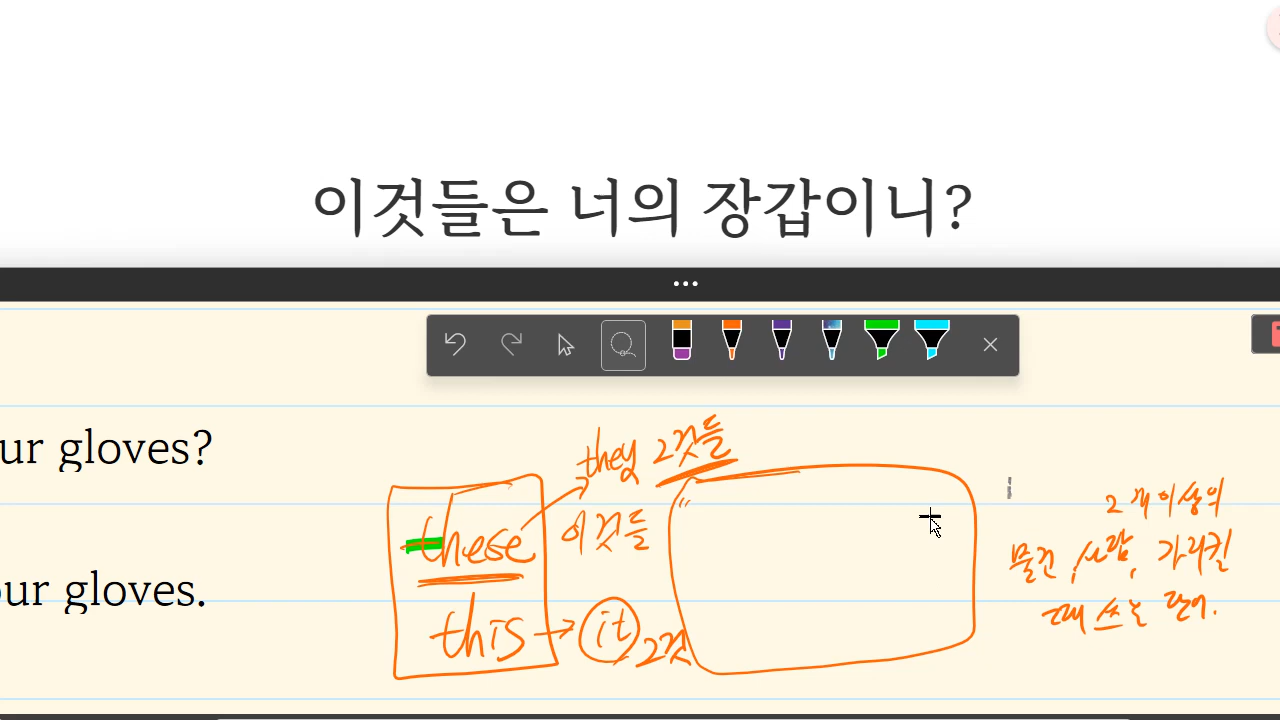 이것들은 너의 장갑이니?
ur gloves?
they 2것들
these
이것들
2개 이상의
물건, 사람, 가리킬
때 쓰는 단어.
our gloves.
this → it 2것